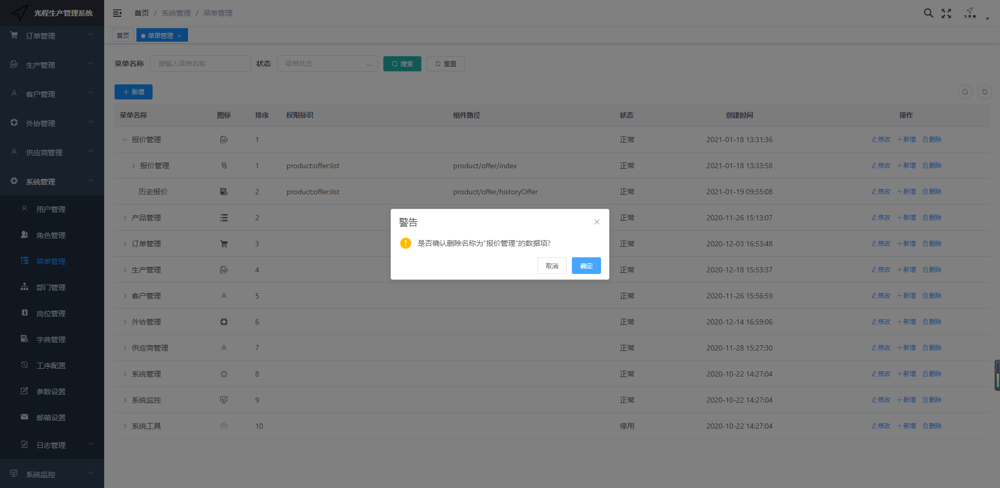 光程生产管理系统
首页 / 系统管理 / 菜单管理
首页
菜单管理 ×
订单管理
生产管理
客户管理
外协管理
供应商管理
系统管理
用户管理
角色管理
菜单管理
部门管理
岗位管理
字典管理
工序配置
参数设置
邮箱设置
日志管理
系统监控
菜单名称 请输入菜单名称 状态 菜单状态 搜索 重置
新增
菜单名称 图标 排序 权限标识 组件路径 状态 创建时间 操作
报价管理 1 正常 2021-01-18 13:31:36 修改 新增 删除
报价管理 1 product:offer:list product/offer/index 正常 2021-01-18 13:33:58 修改 新增 删除
历史报价 2 product:offer:ilst product/offer/historyOffer 正常 2021-01-19 09:55:08 修改 新增 删除
产品管理 2 正常 2020-11-26 15:13:07 修改 新增 删除
订单管理 3 正常 2020-12-03 16:53:48 修改 新增 删除
生产管理 4 正常 2020-12-18 15:53:37 修改 新增 删除
客户管理 5 正常 2020-11-26 15:56:59 修改 新增 删除
外协管理 6 正常 2020-12-14 16:59:06 修改 新增 删除
供应商管理 7 正常 2020-11-28 15:27:30 修改 新增 删除
系统管理 8 正常 2020-10-22 14:27:04 修改 新增 删除
系统监控 9 正常 2020-10-22 14:27:04 修改 新增 删除
系统工具 10 停用 2020-10-22 14:27:04 修改 新增 删除
警告
是否确认删除名称为"报价管理"的数据项?
取消 确定